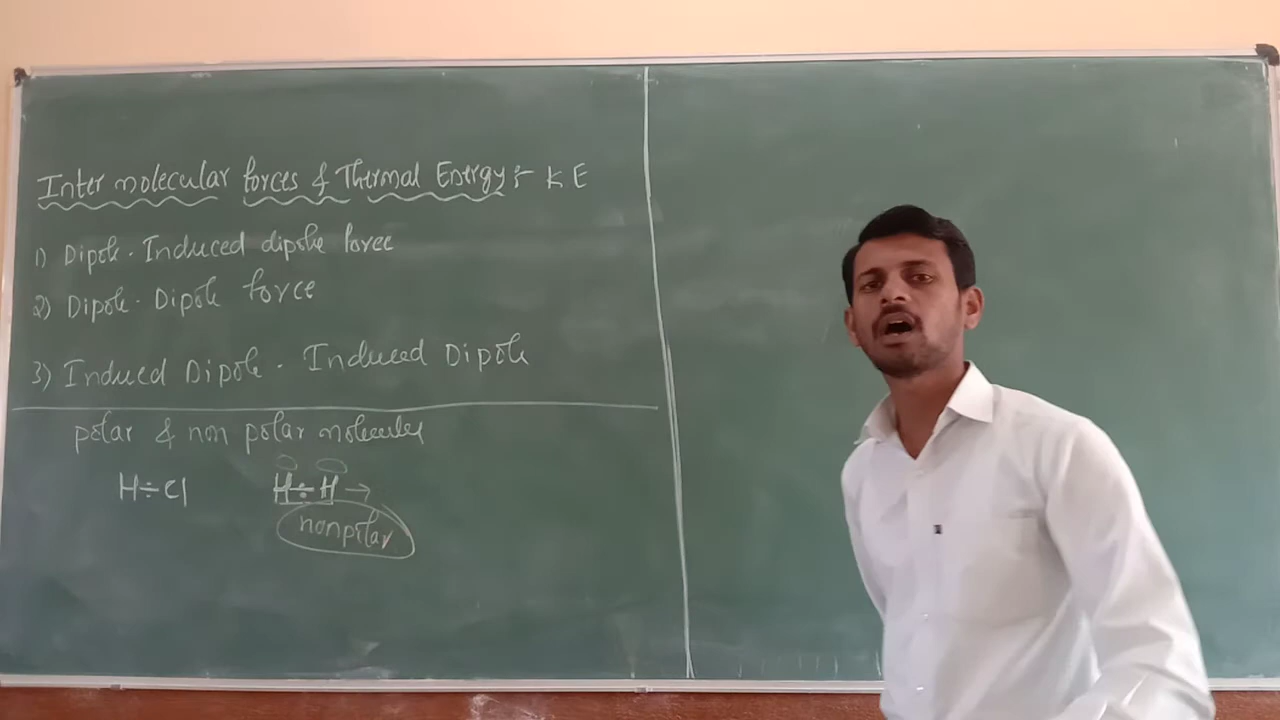 Inter molecular forces & Thermal Energy :- K E
1) Dipole - Induced dipole force
2) Dipole - Dipole force
3) Induced Dipole - Induced Dipole
polar & non polar molecules
H÷Cl H÷H →
nonpolar